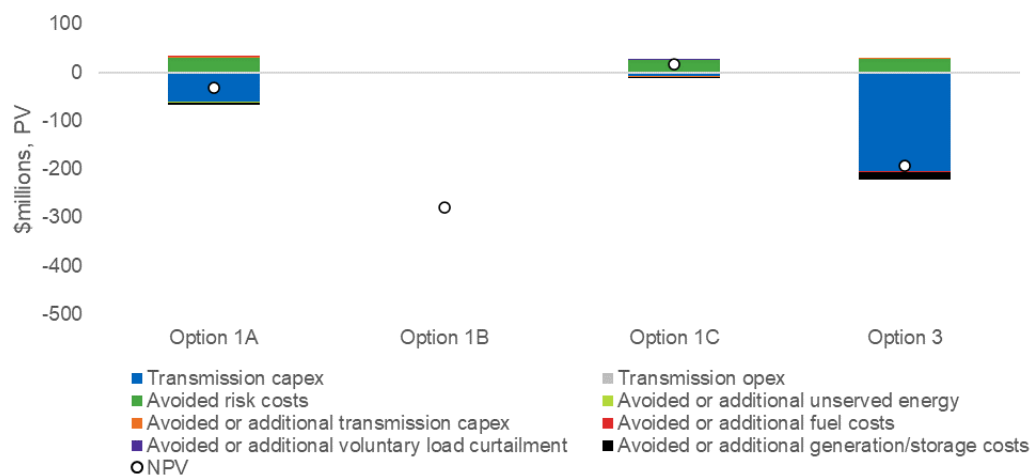 100
0
-100
-200
-300
-400
-500
$millions, PV
Option 1A
Option 1B
Option 1C
Option 3
Transmission capex
Transmission opex
Avoided risk costs
Avoided or additional unserved energy
Avoided or additional transmission capex
Avoided or additional fuel costs
Avoided or additional voluntary load curtailment
Avoided or additional generation/storage costs
NPV